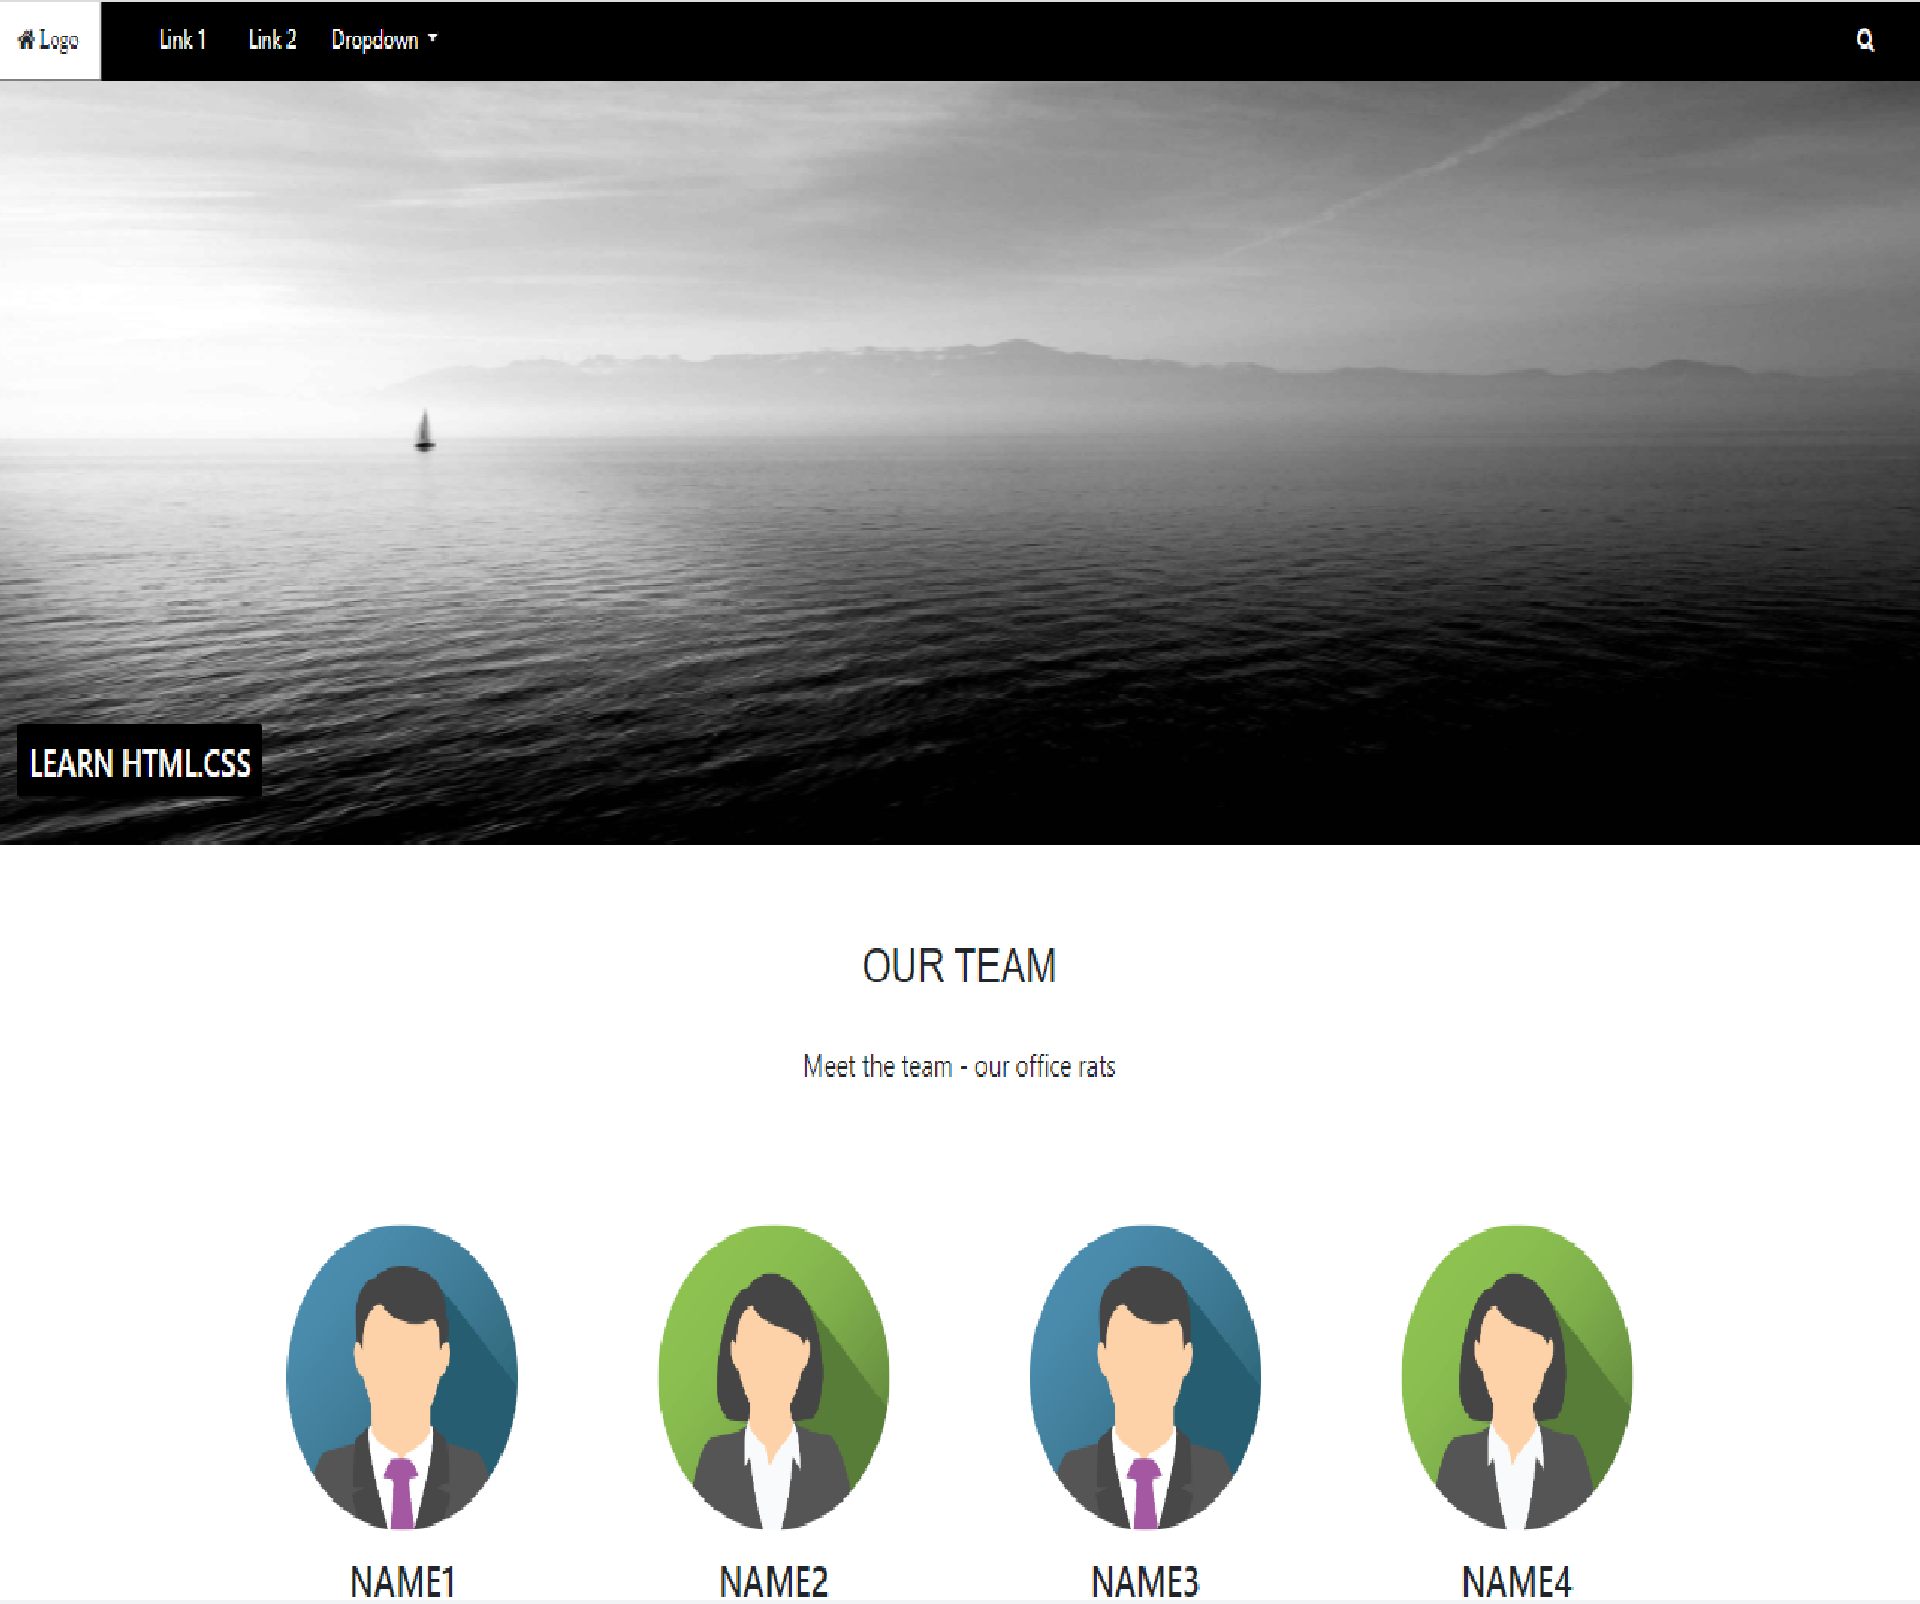 Logo Link 1 Link 2 Dropdown
LEARN HTML.CSS
OUR TEAM
Meet the team - our office rats
NAME1 NAME2 NAME3 NAME4